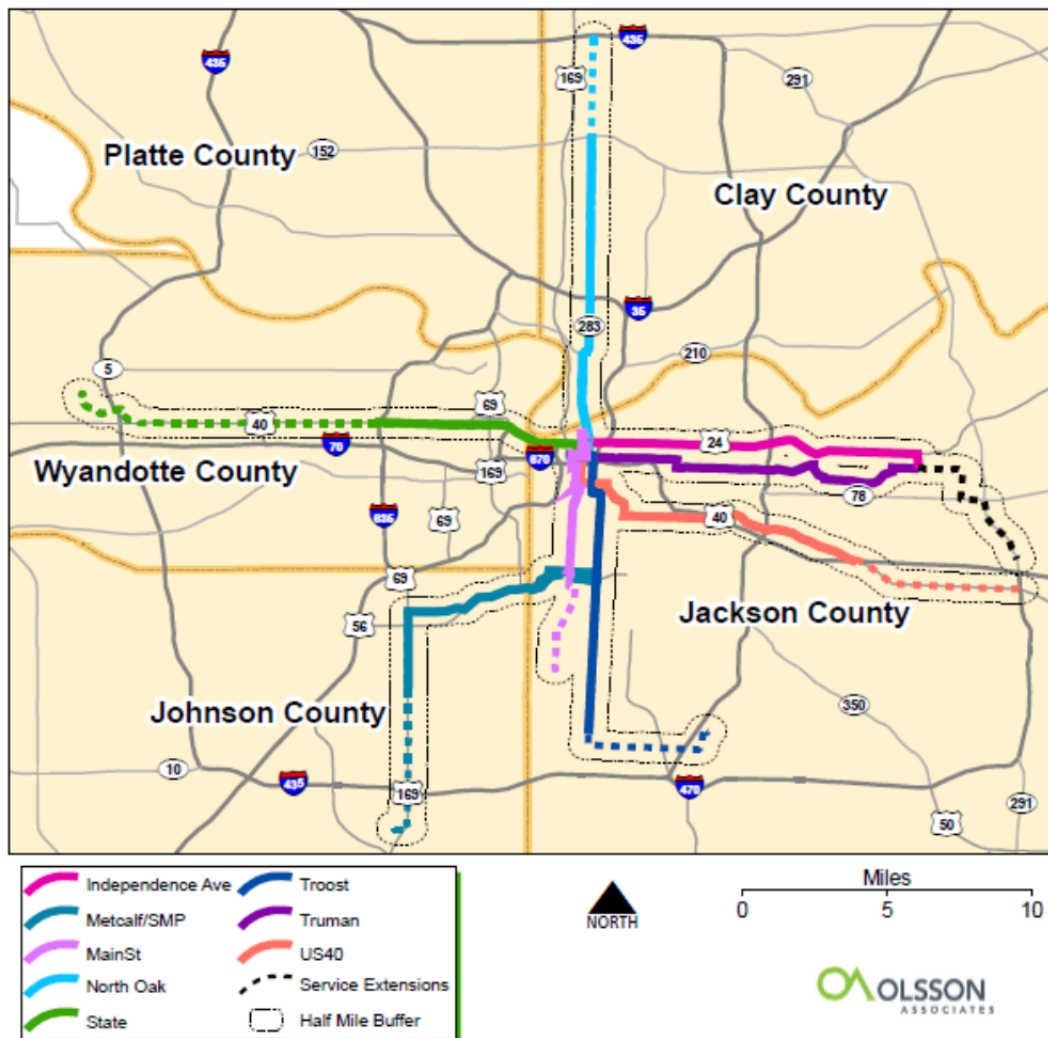 435
435
169
291
Platte County
152
Clay County
35
283
210
5
69
40
24
70
670
Wyandotte County
169
78
635
69
40
69
56
Jackson County
Johnson County
350
10
435
169
470
291
50
Independence Ave
Metcalf/SMP
MainSt
North Oak
State
Troost
Truman
US40
Service Extensions
Half Mile Buffer
NORTH
Miles
0 5 10
OLSSON
ASSOCIATES